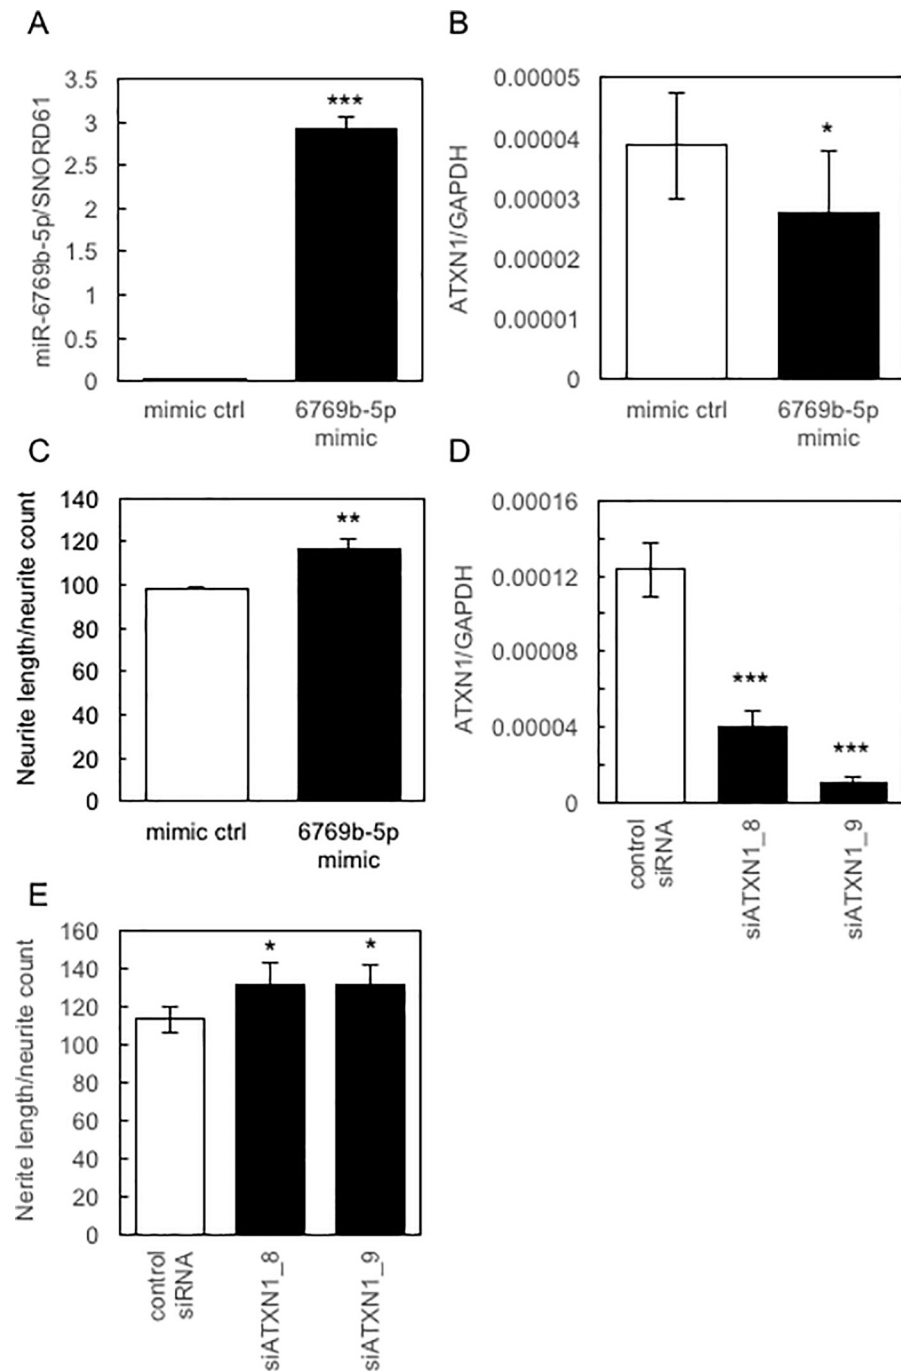 A
miR-6769b-5p/SNORD61
3.5
3
2.5
2
1.5
1
0.5
0
***
mimic ctrl
6769b-5p
mimic
B
ATXN1/GAPDH
0.00005
0.00004
0.00003
0.00002
0.00001
0
*
mimic ctrl
6769b-5p
mimic
C
Neurite length/neurite count
140
120
100
80
60
40
20
0
**
mimic ctrl
6769b-5p
mimic
D
ATXN1/GAPDH
0.00016
0.00012
0.00008
0.00004
0
***
***
control
siRNA
siATXN1_8
siATXN1_9
E
Nerite length/neurite count
160
140
120
100
80
60
40
20
0
*
*
control
siRNA
siATXN1_8
siATXN1_9